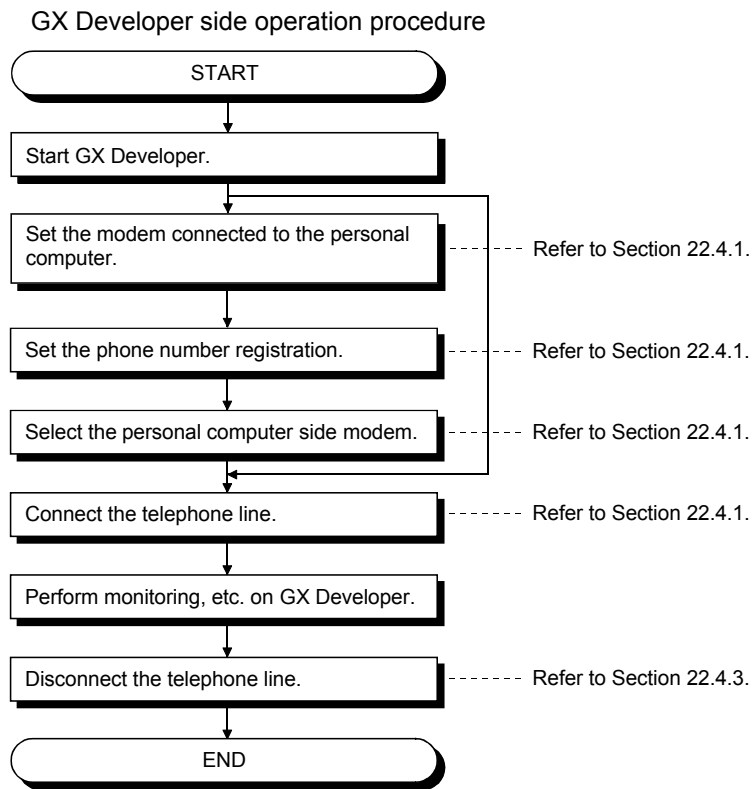 GX Developer side operation procedure
START
Start GX Developer.
Set the modem connected to the personal
computer.
Refer to Section 22.4.1.
Set the phone number registration.
Refer to Section 22.4.1.
Select the personal computer side modem.
Refer to Section 22.4.1.
Connect the telephone line.
Refer to Section 22.4.1.
Perform monitoring, etc. on GX Developer.
Disconnect the telephone line.
Refer to Section 22.4.3.
END